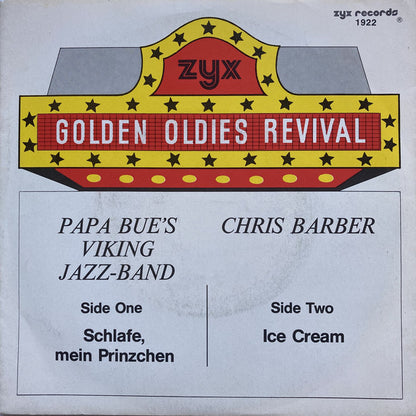 zyx records
1922 ®
zyx
GOLDEN OLDIES REVIVAL
PAPA BUE'S
VIKING
JAZZ-BAND
Side One
Schlafe,
mein Prinzchen
CHRIS BARBER
Side Two
Ice Cream